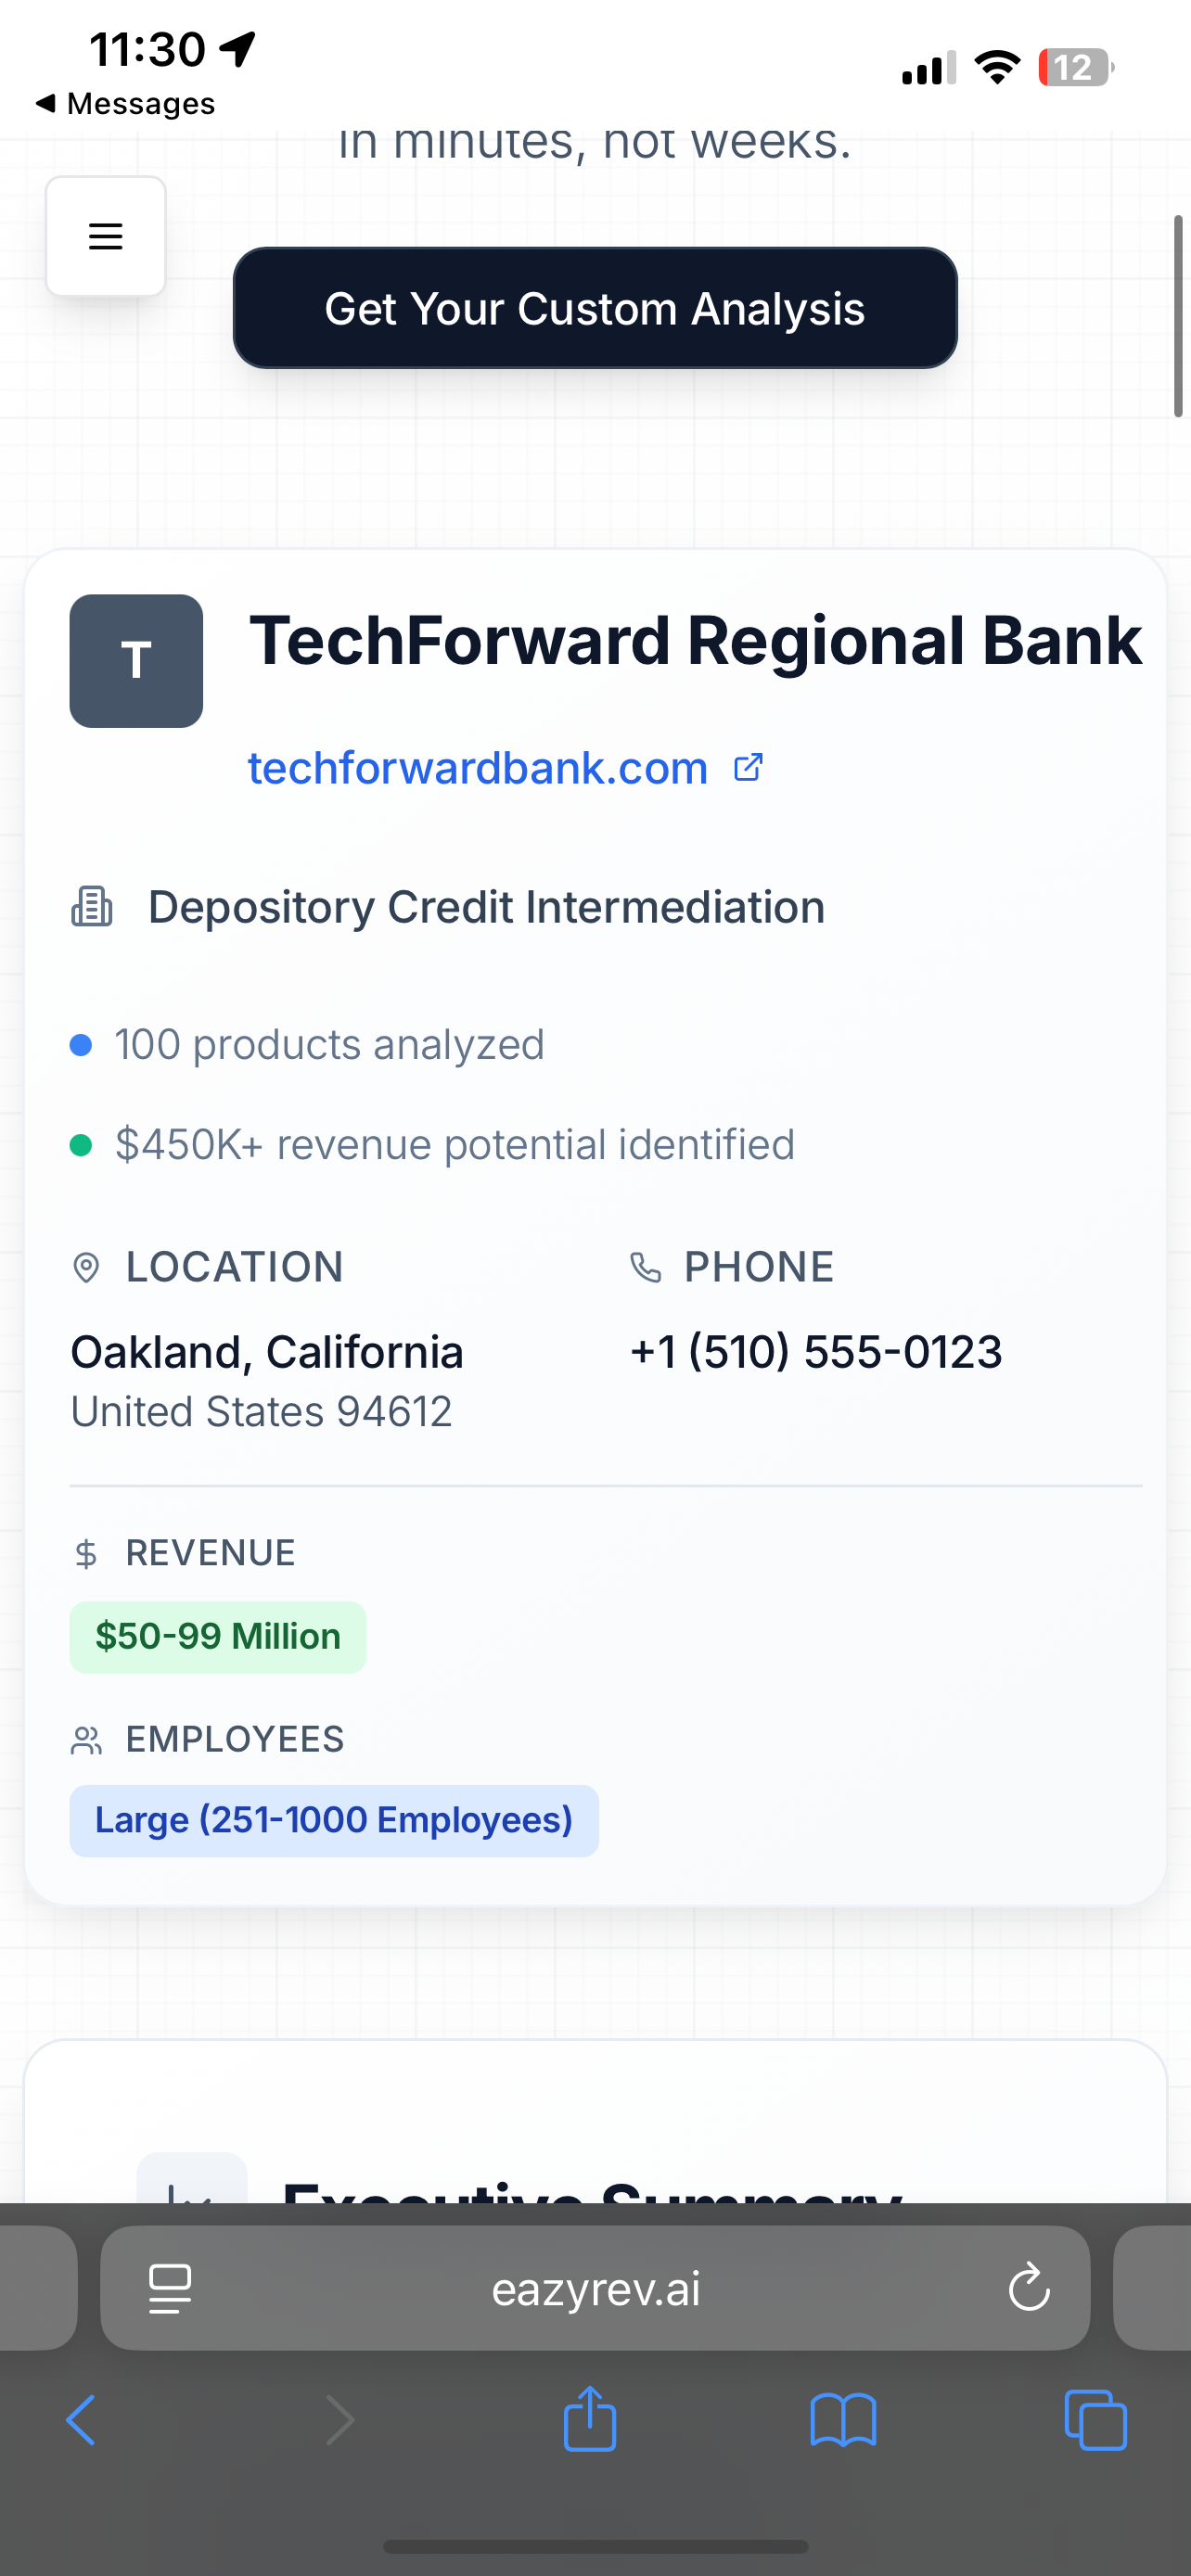 11:30
Messages
12
in minutes, not weeks.
Get Your Custom Analysis
T
TechForward Regional Bank
techforwardbank.com
Depository Credit Intermediation
100 products analyzed
$450K+ revenue potential identified
LOCATION
PHONE
Oakland, California
+1 (510) 555-0123
United States 94612
REVENUE
$50-99 Million
EMPLOYEES
Large (251-1000 Employees)
Executive Summary
eazyrev.ai